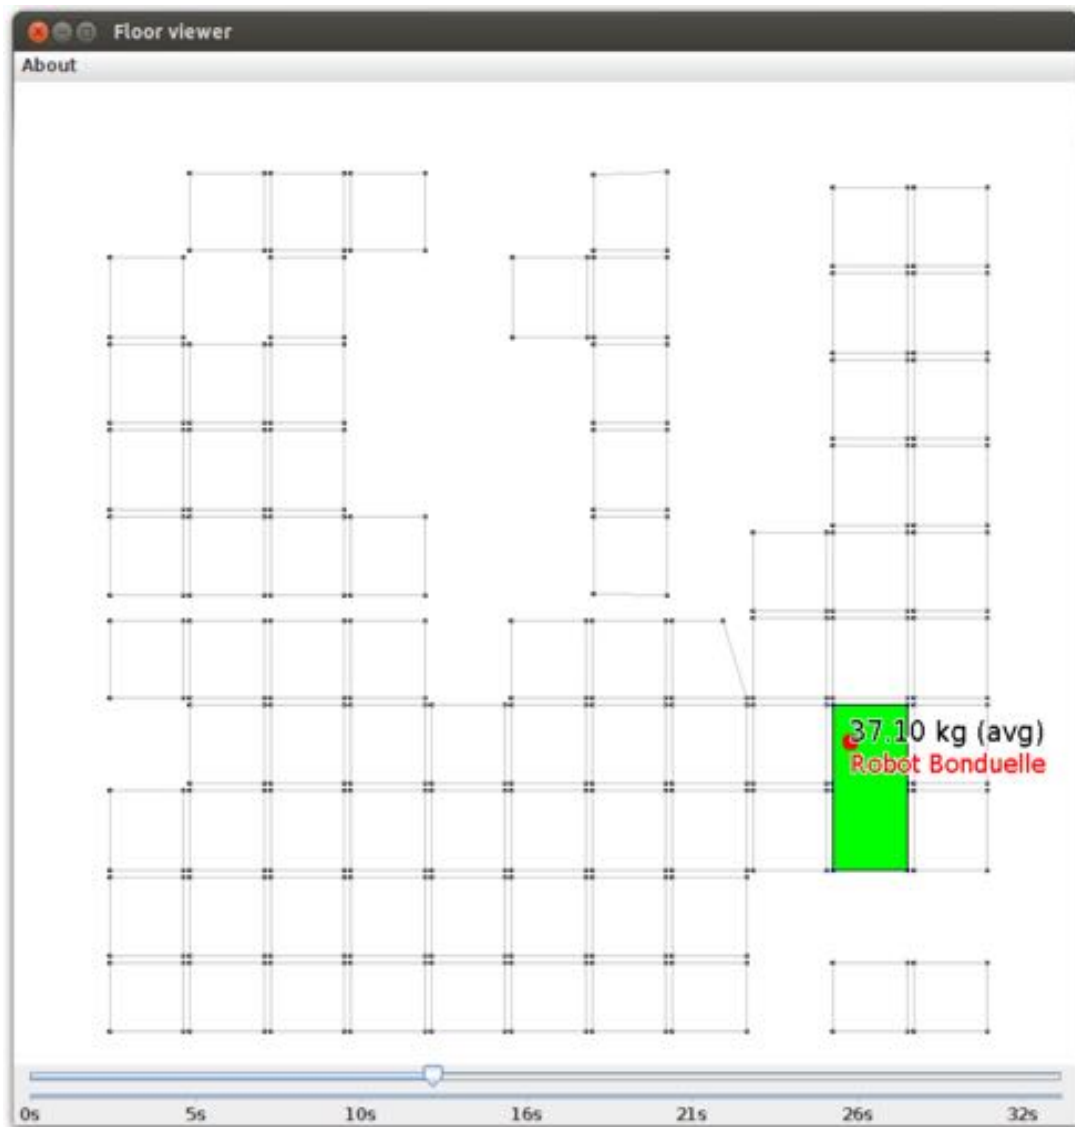 Floor viewer
About
37.10 kg (avg)
Robot Bonduelle
0s 5s 10s 16s 21s 26s 32s